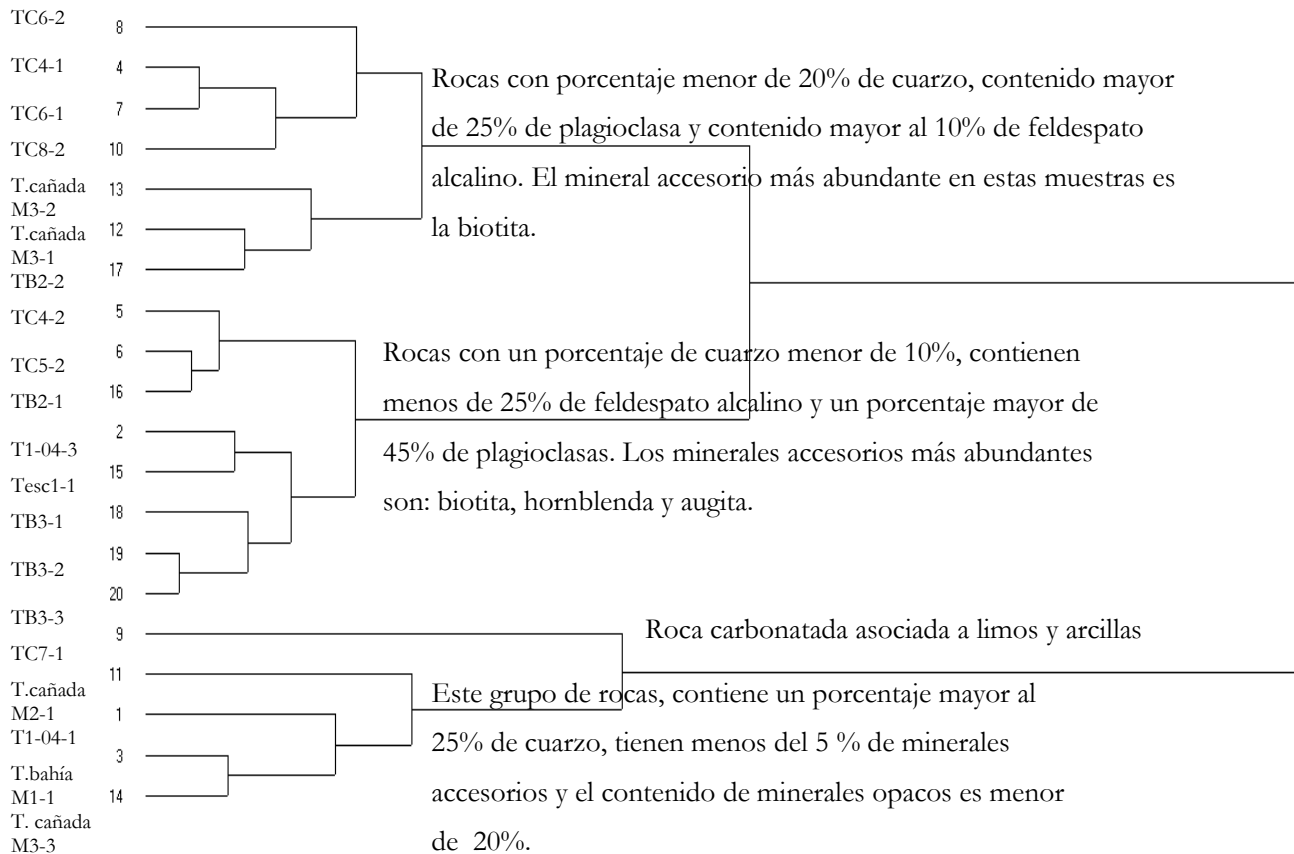 TC6-2 8
TC4-1 4
TC6-1 7
TC8-2 10
T.cañada 13
M3-2
T.cañada 12
M3-1
TB2-2 17
TC4-2 5
TC5-2 6
TB2-1 16
T1-04-3 2
Tesc1-1 15
TB3-1 18
TB3-2 19
20
TB3-3
TC7-1 9
T.cañada 11
M2-1
T1-04-1 1
T.bahía 3
M1-1 14
T. cañada
M3-3
Rocas con porcentaje menor de 20% de cuarzo, contenido mayor
de 25% de plagioclasa y contenido mayor al 10% de feldespato
alcalino. El mineral accesorio más abundante en estas muestras es
la biotita.
Rocas con un porcentaje de cuarzo menor de 10%, contienen
menos de 25% de feldespato alcalino y un porcentaje mayor de
45% de plagioclasas. Los minerales accesorios más abundantes
son: biotita, hornblenda y augita.
Roca carbonatada asociada a limos y arcillas
Este grupo de rocas, contiene un porcentaje mayor al
25% de cuarzo, tienen menos del 5 % de minerales
accesorios y el contenido de minerales opacos es menor
de 20%.